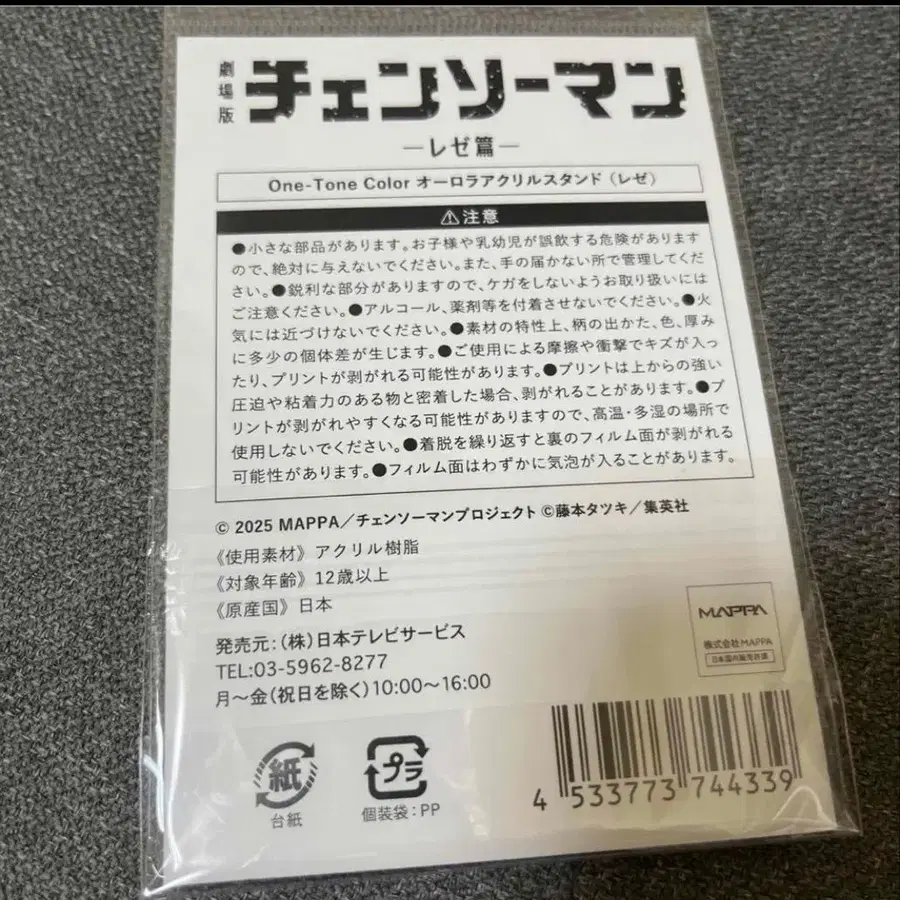 劇場版 チェンソーマン
―レゼ篇―
One-Tone Color オーロラアクリルスタンド（レゼ）
⚠注意
●小さな部品があります。お子様や乳幼児が誤飲する危険がありますので、絶対に与えないでください。また、手の届かない所で管理してください。●鋭利な部分がありますので、ケガをしないようお取り扱いには
ご注意ください。●アルコール、薬剤等を付着させないでください。●火
気には近づけないでください。●素材の特性上、柄の出かた、色、厚み
に多少の個体差が生じます。●ご使用による摩擦や衝撃でキズが入っ
たり、プリントが剥がれる可能性があります。●プリントは上からの強い
圧迫や粘着力のある物と密着した場合、剥がれることがあります。●プ
リントが剥がれやすくなる可能性がありますので、高温・多湿の場所で
使用しないでください。●着脱を繰り返すと裏のフィルム面が剥がれる
可能性があります。●フィルム面はわずかに気泡が入ることがあります。
© 2025 MAPPA／チェンソーマンプロジェクト ©藤本タツキ／集英社
《使用素材》アクリル樹脂
《対象年齢》12歳以上
《原産国》日本
発売元：（株）日本テレビサービス
TEL:03-5962-8277
月～金（祝日を除く）10:00～16:00
MAPPA
株式会社MAPPA
日本国内販売許諾
紙
台紙
プラ
個装袋：PP
4 533773 744339